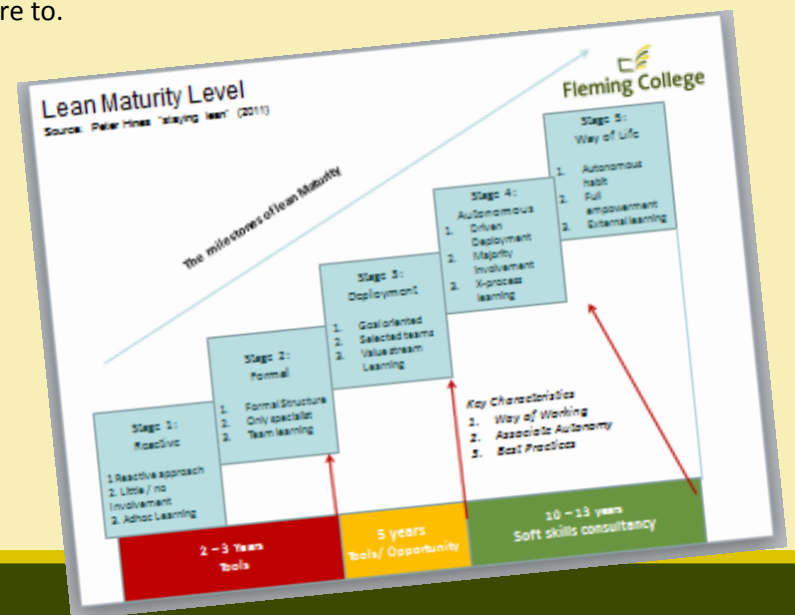 re to.
Lean Maturity Level
Source: Peter Hines "staying lean" (2011)
Fleming College
The milestones of lean Maturity
Stage 5:
Way of Life
1. Autonomous
habit
2. Full
empowerment
3. External learning
Stage 4:
Autonomous
1. Driven
Deployment
2. Majority
Involvement
3. X-process
learning
Stage 3:
Deployment
1. Goal oriented
2. Selected teams
3. Value stream
Learning
Stage 2:
Formal
1. Formal Structure
2. Only specialist
3. Team learning
Stage 1:
Reactive
1 Reactive approach
2. Little / no
Involvement
3. Adhoc Learning
Key Characteristics
1. Way of Working
2. Associate Autonomy
3. Best Practices
2 – 3 Years
Tools
5 years
Tools/ Opportunity
10 – 13 years
Soft skills consultancy